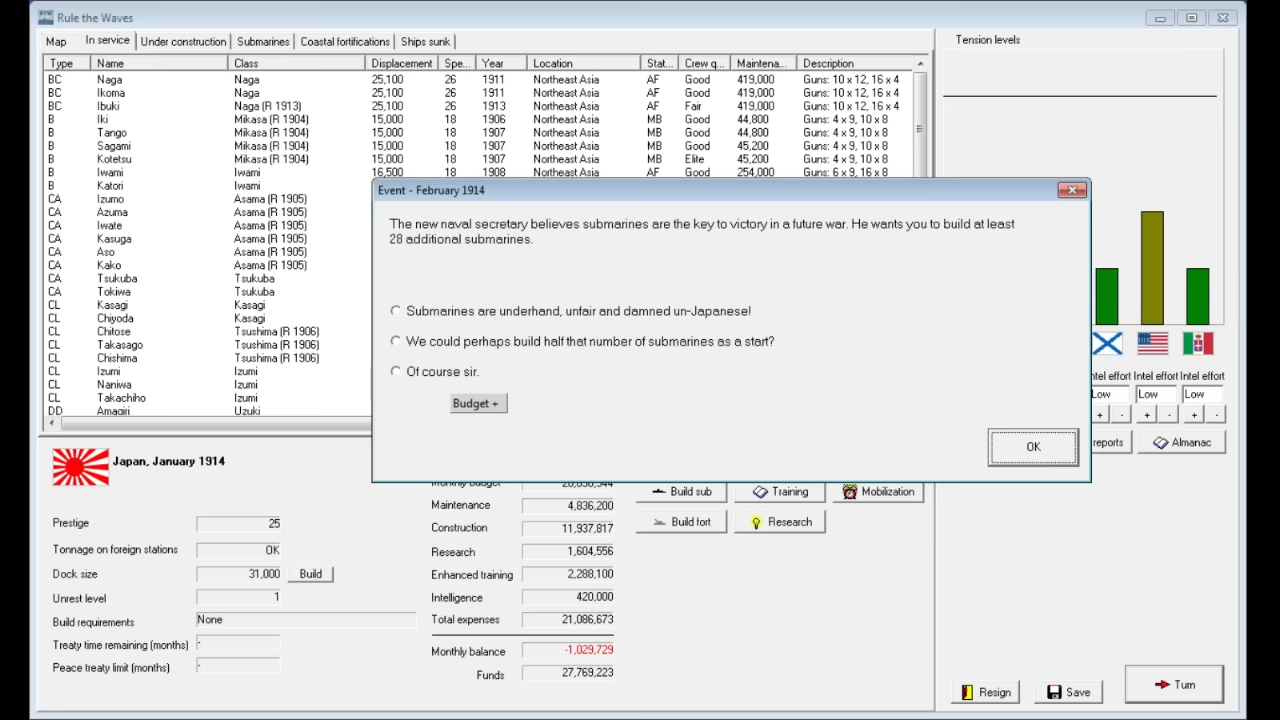 Rule the Waves
Map In service Under construction Submarines Coastal fortifications Ships sunk
Tension levels
Type Name Class Displacement Spe... Year Location Stat... Crew q... Maintena... Description
BC Naga Naga 25,100 26 1911 Northeast Asia AF Good 419,000 Guns: 10 x 12, 16 x 4
BC Ikoma Naga 25,100 26 1911 Northeast Asia AF Good 419,000 Guns: 10 x 12, 16 x 4
BC Ibuki Naga (R 1913) 25,100 26 1913 Northeast Asia AF Fair 419,000 Guns: 10 x 12, 16 x 4
B Iki Mikasa (R 1904) 15,000 18 1906 Northeast Asia MB Good 44,800 Guns: 4 x 9, 10 x 8
B Tango Mikasa (R 1904) 15,000 18 1907 Northeast Asia MB Good 44,800 Guns: 4 x 9, 10 x 8
B Sagami Mikasa (R 1904) 15,000 18 1907 Northeast Asia MB Good 45,200 Guns: 4 x 9, 10 x 8
B Kotetsu Mikasa (R 1904) 15,000 18 1907 Northeast Asia MB Elite 45,200 Guns: 4 x 9, 10 x 8
B Iwami Iwami 16,500 18 1908 Northeast Asia AF Good 254,000 Guns: 6 x 9, 16 x 8
B Katori Iwami
CA Izumo Asama (R 1905)
CA Azuma Asama (R 1905)
CA Iwate Asama (R 1905)
CA Kasuga Asama (R 1905)
CA Aso Asama (R 1905)
CA Kako Asama (R 1905)
CA Tsukuba Tsukuba
CA Tokiwa Tsukuba
CL Kasagi Kasagi
CL Chiyoda Kasagi
CL Chitose Tsushima (R 1906)
CL Takasago Tsushima (R 1906)
CL Chishima Tsushima (R 1906)
CL Izumi Izumi
CL Naniwa Izumi
CL Takachiho Izumi
DD Amagiri Uzuki
Event - February 1914
The new naval secretary believes submarines are the key to victory in a future war. He wants you to build at least
28 additional submarines.
Submarines are underhand, unfair and damned un-Japanese!
We could perhaps build half that number of submarines as a start?
Of course sir.
Budget +
OK
ntel effort Intel effort Intel effort
Low Low Low
+ - + - + -
reports Almanac
Japan, January 1914
Prestige 25
Tonnage on foreign stations OK
Dock size 31,000 Build
Unrest level 1
Build requirements None
Treaty time remaining (months) -
Peace treaty limit (months) -
Monthly budget
Maintenance 4,836,200
Construction 11,937,817
Research 1,604,556
Enhanced training 2,288,100
Intelligence 420,000
Total expenses 21,086,673
Monthly balance -1,029,729
Funds 27,769,223
Build sub Training Mobilization
Build fort Research
Resign Save Turn